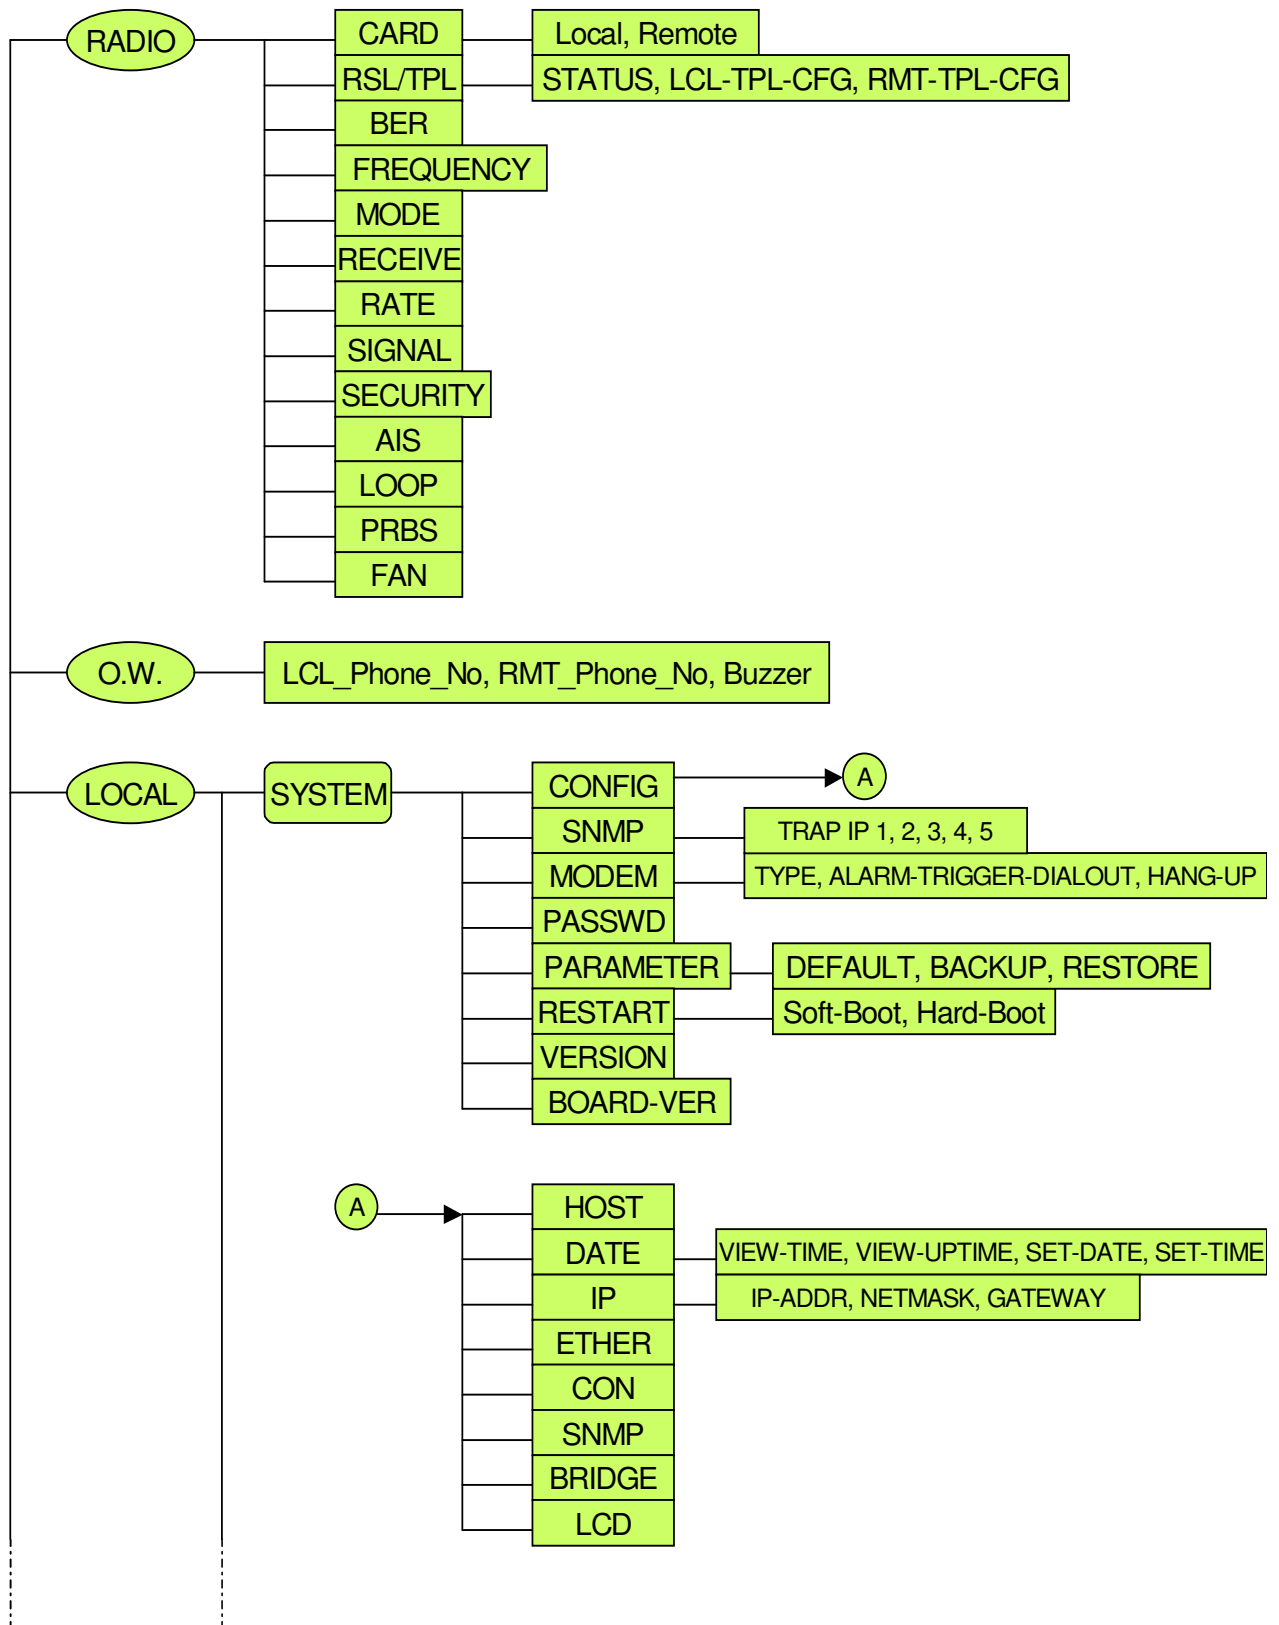 RADIO
CARD
Local, Remote
RSL/TPL
STATUS, LCL-TPL-CFG, RMT-TPL-CFG
BER
FREQUENCY
MODE
RECEIVE
RATE
SIGNAL
SECURITY
AIS
LOOP
PRBS
FAN
O.W.
LCL_Phone_No, RMT_Phone_No, Buzzer
LOCAL
SYSTEM
CONFIG
A
SNMP
TRAP IP 1, 2, 3, 4, 5
MODEM
TYPE, ALARM-TRIGGER-DIALOUT, HANG-UP
PASSWD
PARAMETER
DEFAULT, BACKUP, RESTORE
RESTART
Soft-Boot, Hard-Boot
VERSION
BOARD-VER
A
HOST
DATE
VIEW-TIME, VIEW-UPTIME, SET-DATE, SET-TIME
IP
IP-ADDR, NETMASK, GATEWAY
ETHER
CON
SNMP
BRIDGE
LCD